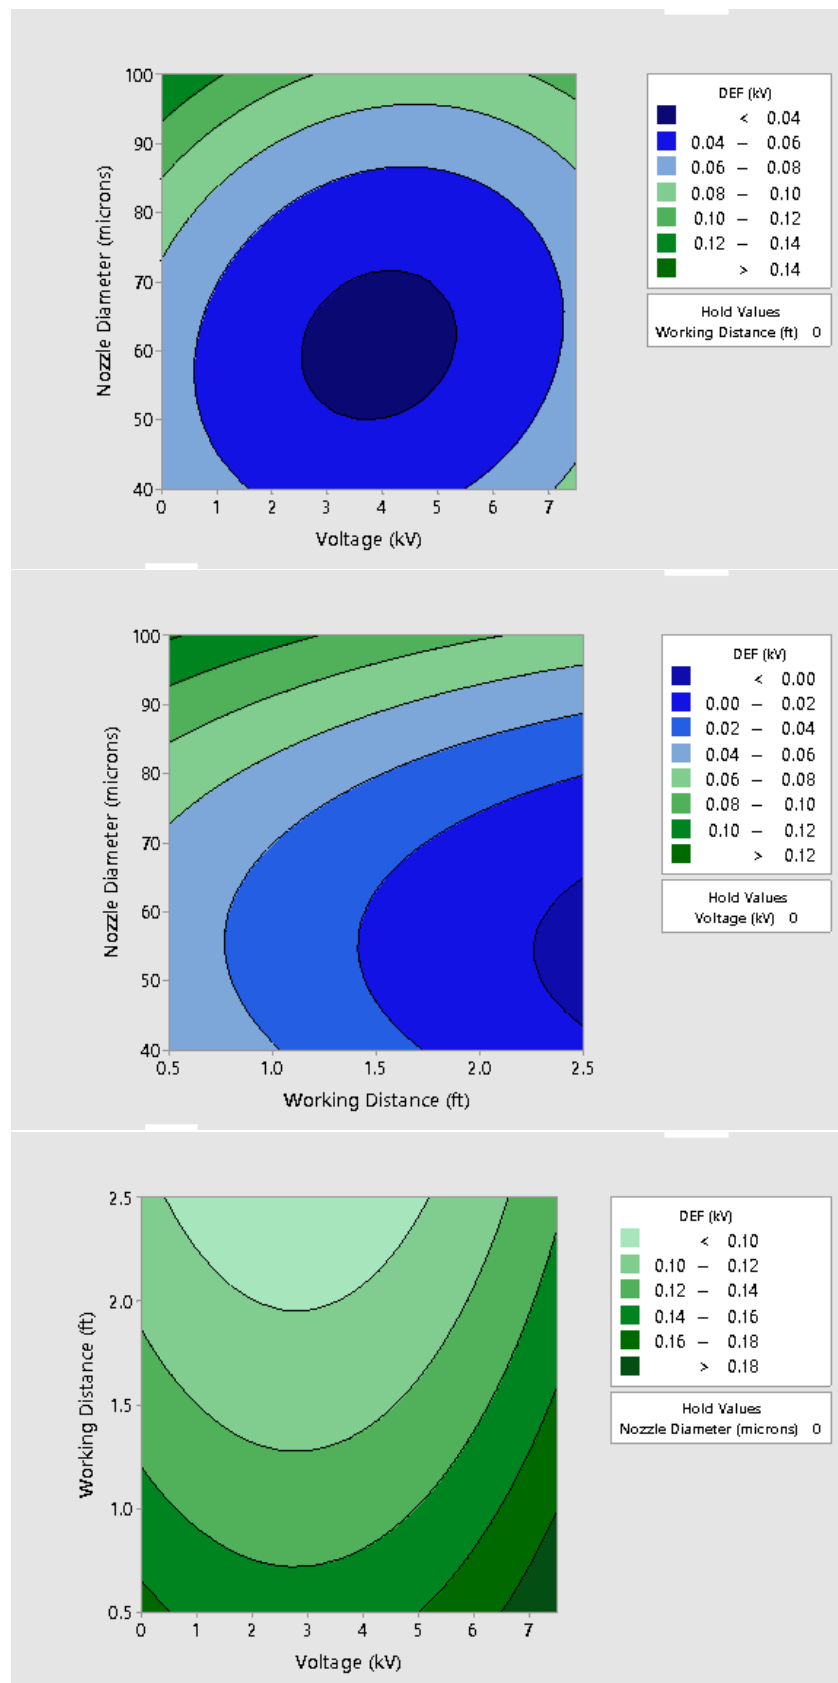 DEF (kV)
< 0.04
0.04 – 0.06
0.06 – 0.08
0.08 – 0.10
0.10 – 0.12
0.12 – 0.14
> 0.14
Hold Values
Working Distance (ft) 0
100
90
80
70
60
50
40
Nozzle Diameter (microns)
0 1 2 3 4 5 6 7
Voltage (kV)
DEF (kV)
< 0.00
0.00 – 0.02
0.02 – 0.04
0.04 – 0.06
0.06 – 0.08
0.08 – 0.10
0.10 – 0.12
> 0.12
Hold Values
Voltage (kV) 0
100
90
80
70
60
50
40
Nozzle Diameter (microns)
0.5 1.0 1.5 2.0 2.5
Working Distance (ft)
DEF (kV)
< 0.10
0.10 – 0.12
0.12 – 0.14
0.14 – 0.16
0.16 – 0.18
> 0.18
Hold Values
Nozzle Diameter (microns) 0
2.5
2.0
1.5
1.0
0.5
Working Distance (ft)
0 1 2 3 4 5 6 7
Voltage (kV)